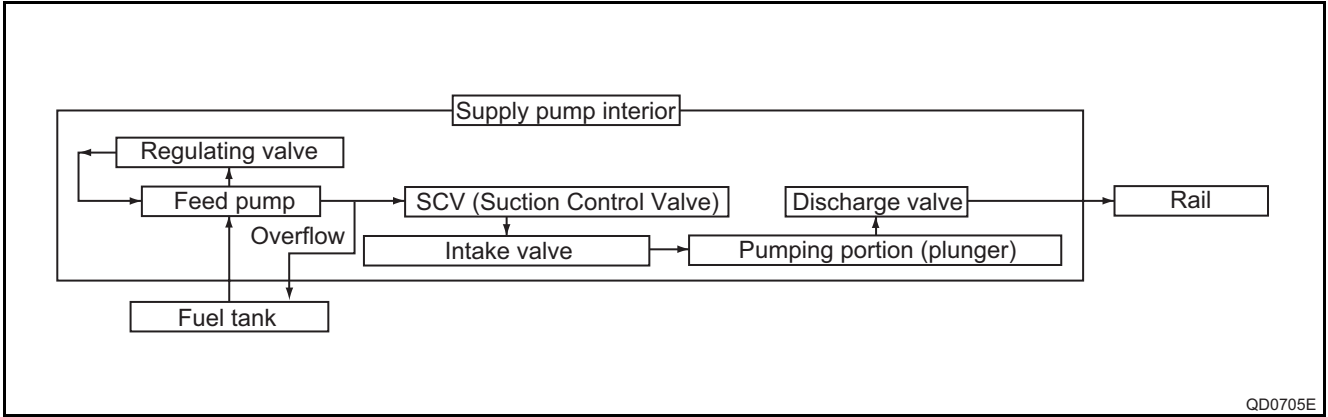 Supply pump interior
Regulating valve
Feed pump
SCV (Suction Control Valve)
Discharge valve
Rail
Overflow
Intake valve
Pumping portion (plunger)
Fuel tank
QD0705E